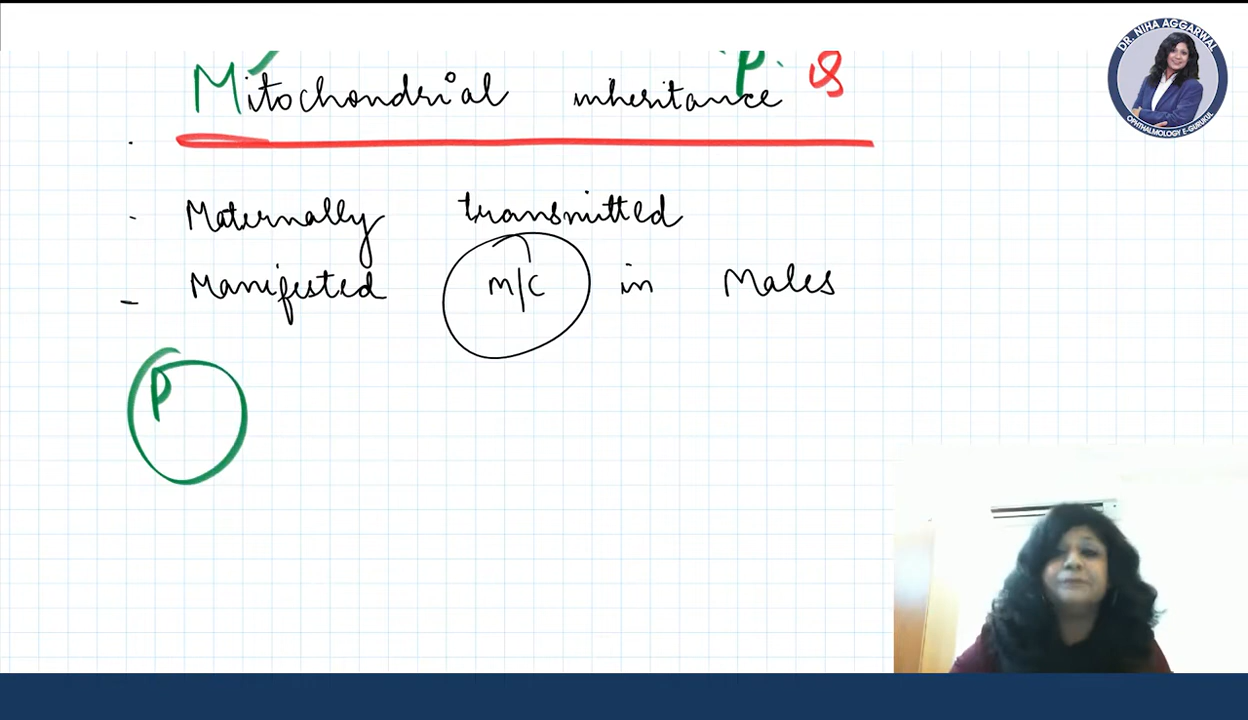 P.
Mitochondrial inheritance
. Maternally transmitted
- Manifested M/C in Males
P
DR. NIHA AGGARWAL
OPHTHALMOLOGY E-GURUKUL